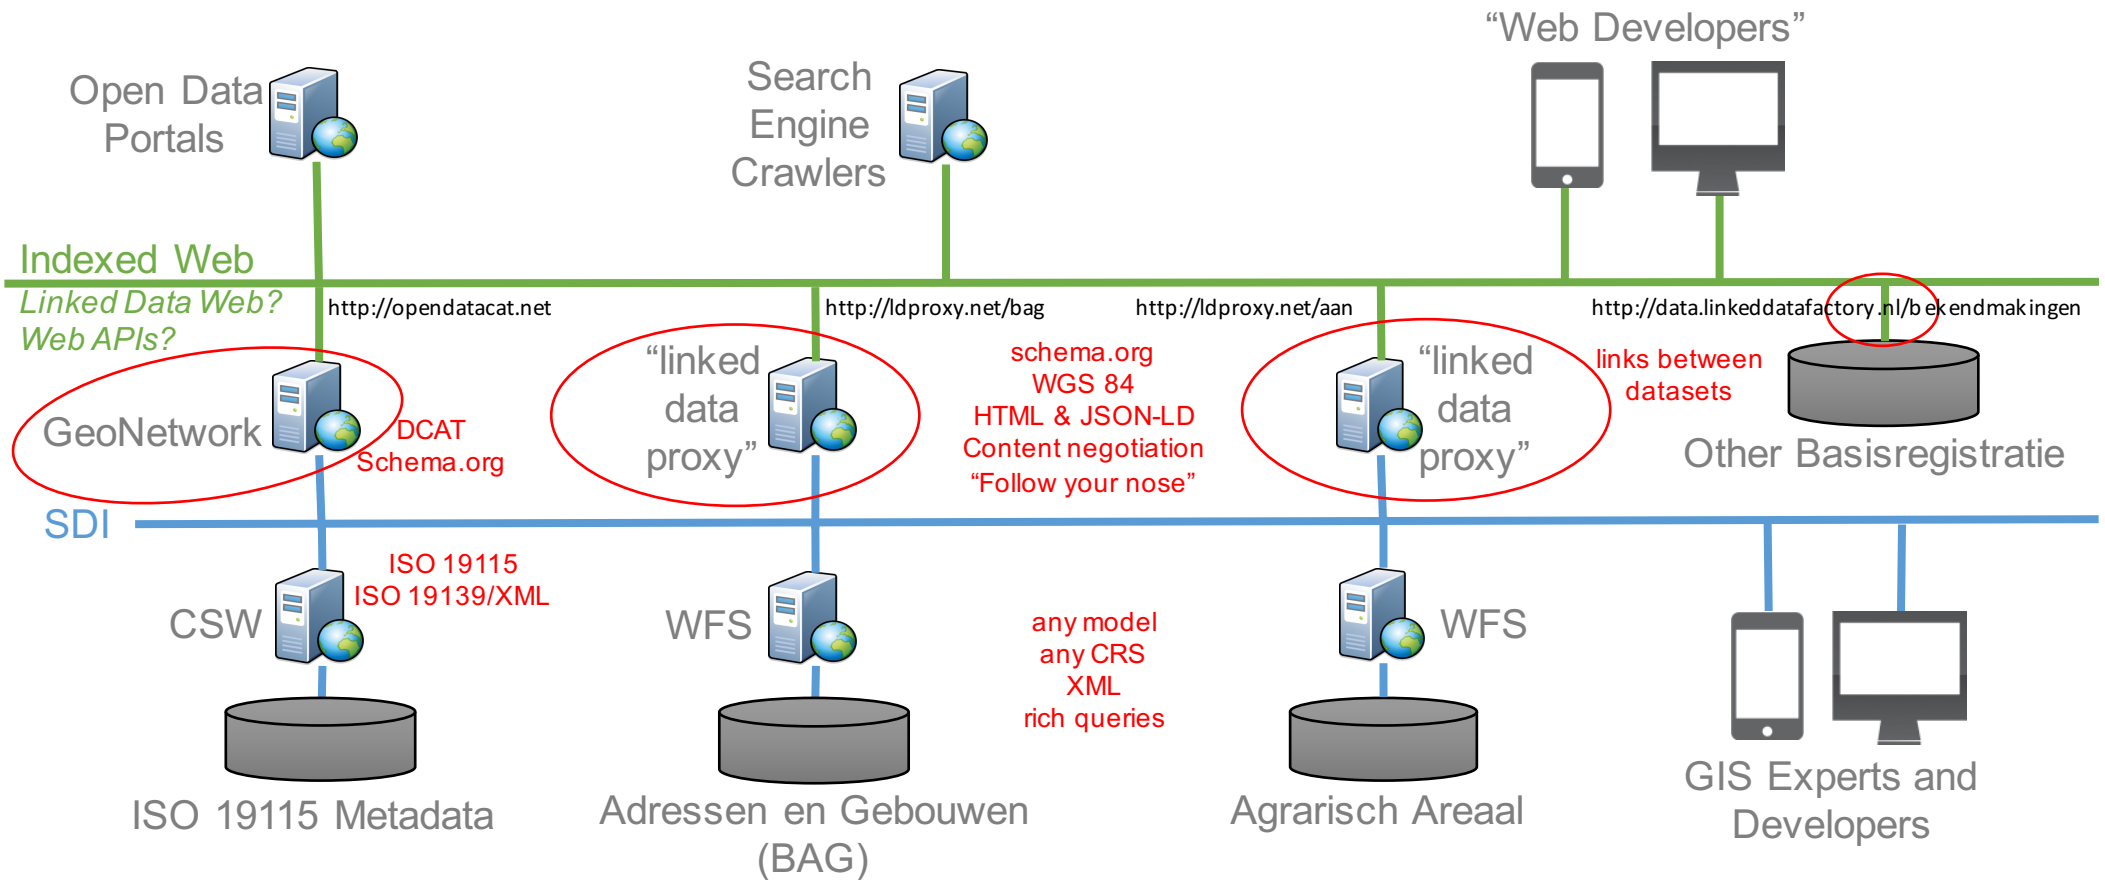 “Web Developers”
Open Data
Portals
Search
Engine
Crawlers
Indexed Web
Linked Data Web?
Web APIs?
http://opendatacat.net
http://ldproxy.net/bag
http://ldproxy.net/aan
http://data.linkeddatafactory.nl/bekendmakingen
GeoNetwork
DCAT
Schema.org
“linked
data
proxy”
schema.org
WGS 84
HTML & JSON-LD
Content negotiation
“Follow your nose”
“linked
data
proxy”
links between
datasets
Other Basisregistratie
SDI
ISO 19115
ISO 19139/XML
CSW
WFS
any model
any CRS
XML
rich queries
WFS
ISO 19115 Metadata
Adressen en Gebouwen
(BAG)
Agrarisch Areaal
GIS Experts and
Developers